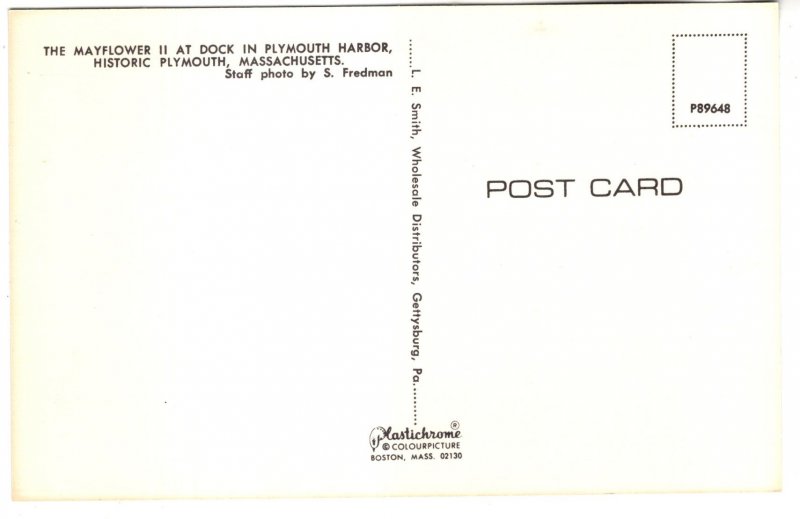 THE MAYFLOWER II AT DOCK IN PLYMOUTH HARBOR,
HISTORIC PLYMOUTH, MASSACHUSETTS.
Staff photo by S. Fredman
L. E. Smith, Wholesale Distributors, Gettysburg, Pa.
P89648
POST CARD
Plastichrome ®
© COLOURPICTURE
BOSTON, MASS. 02130